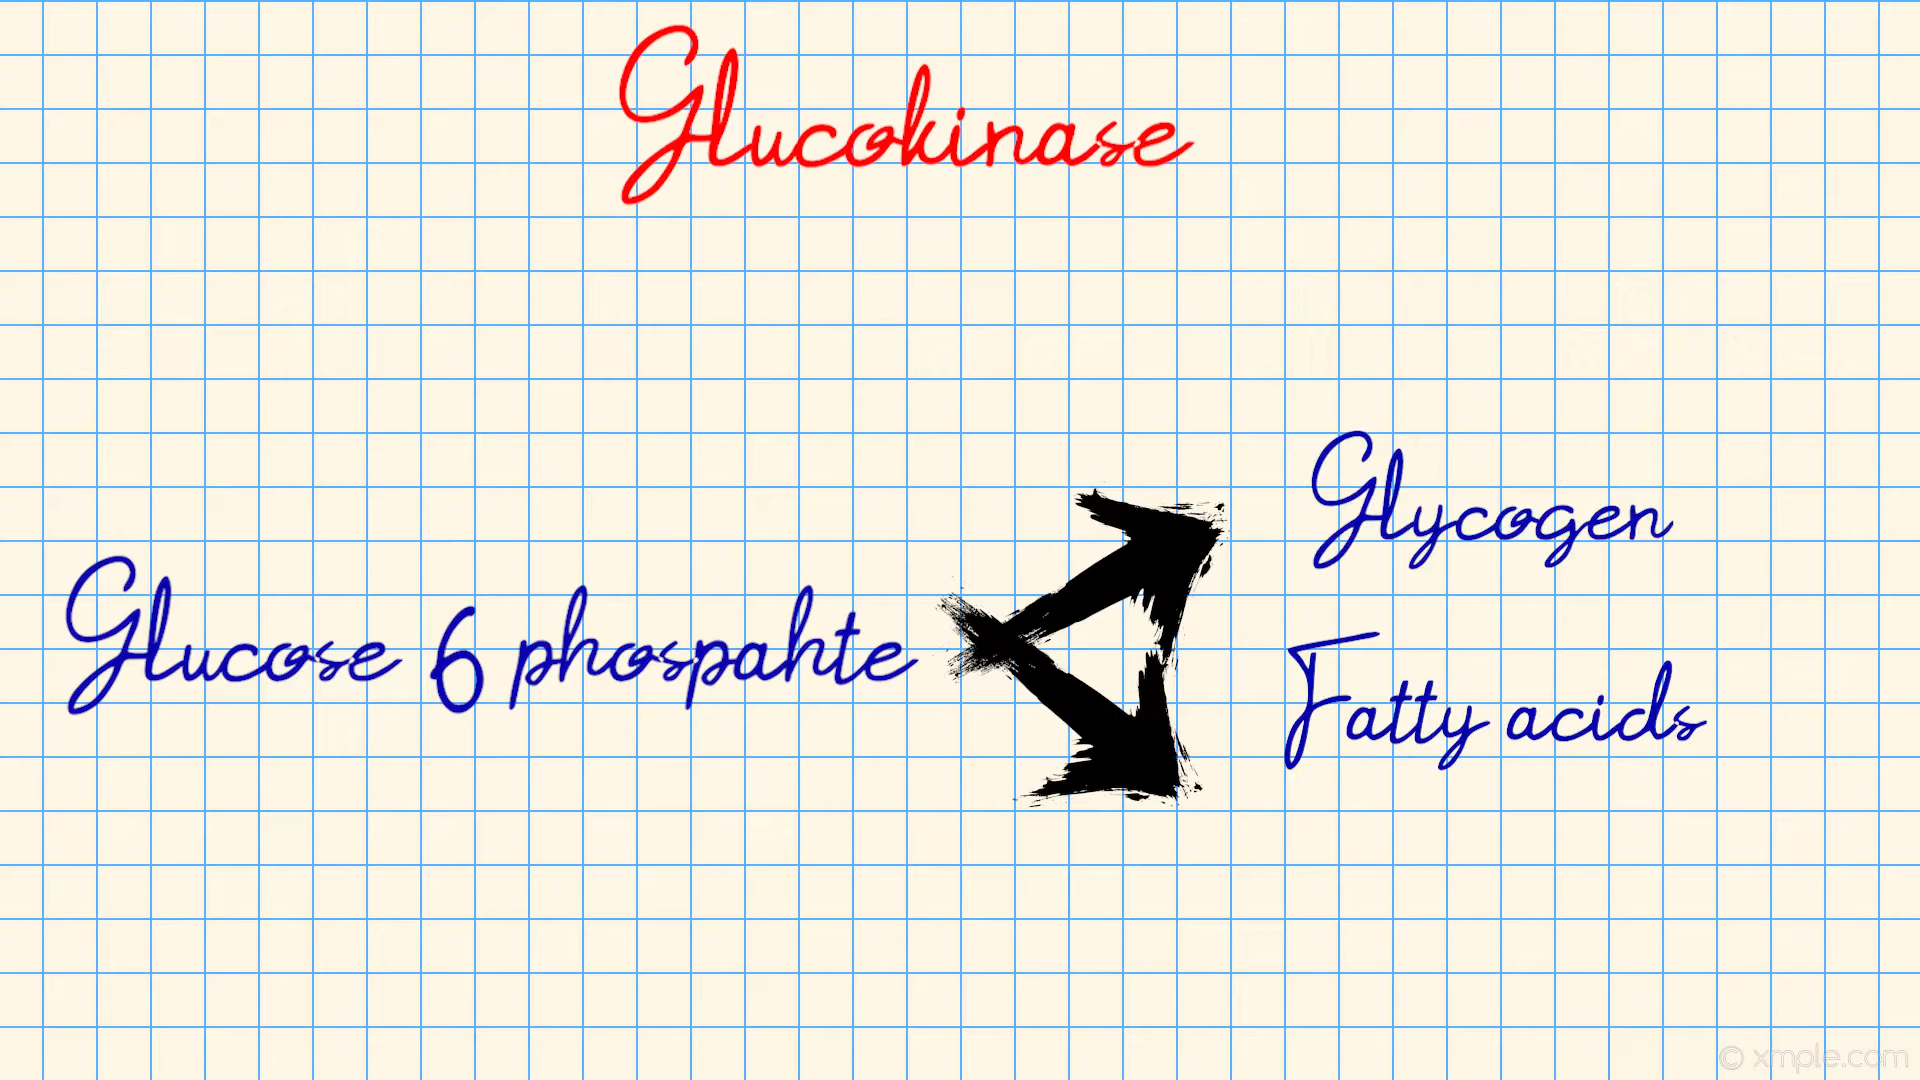 Glucokinase
Glycogen
Glucose 6 phospahte
Fatty acids
© xmple.com